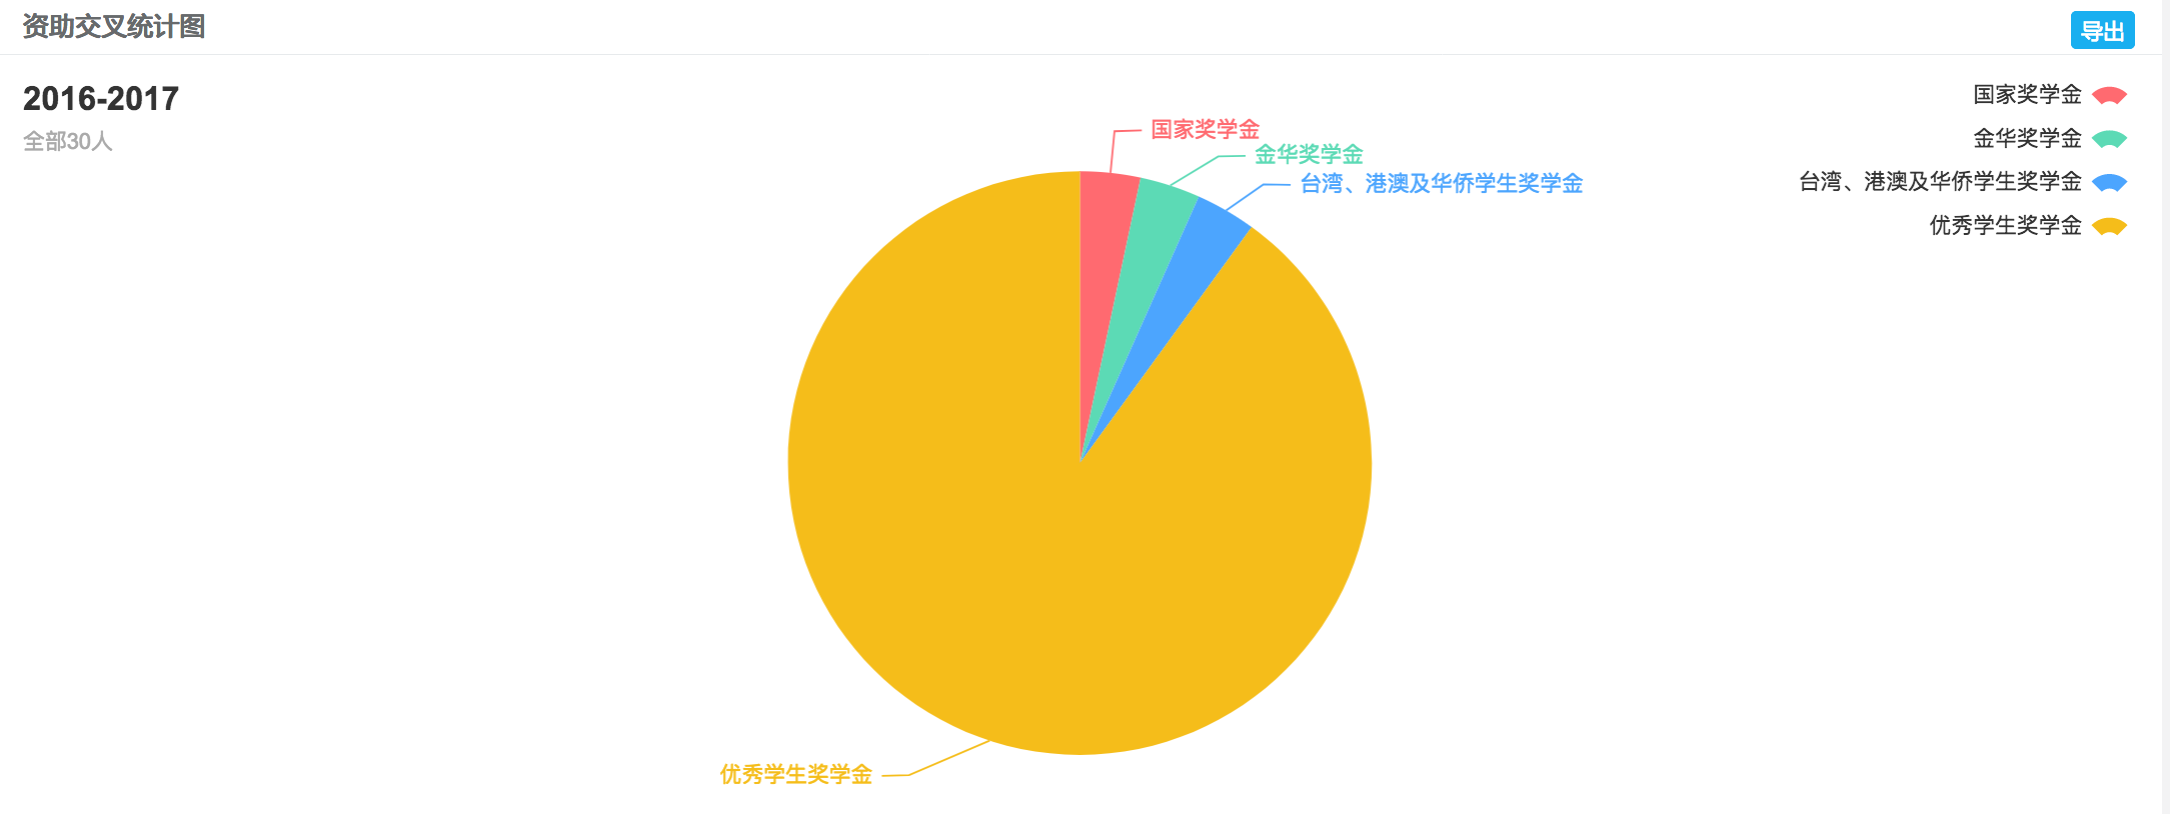 资助交叉统计图
导出
2016-2017
全部30人
国家奖学金
金华奖学金
台湾、港澳及华侨学生奖学金
优秀学生奖学金
国家奖学金
金华奖学金
台湾、港澳及华侨学生奖学金
优秀学生奖学金